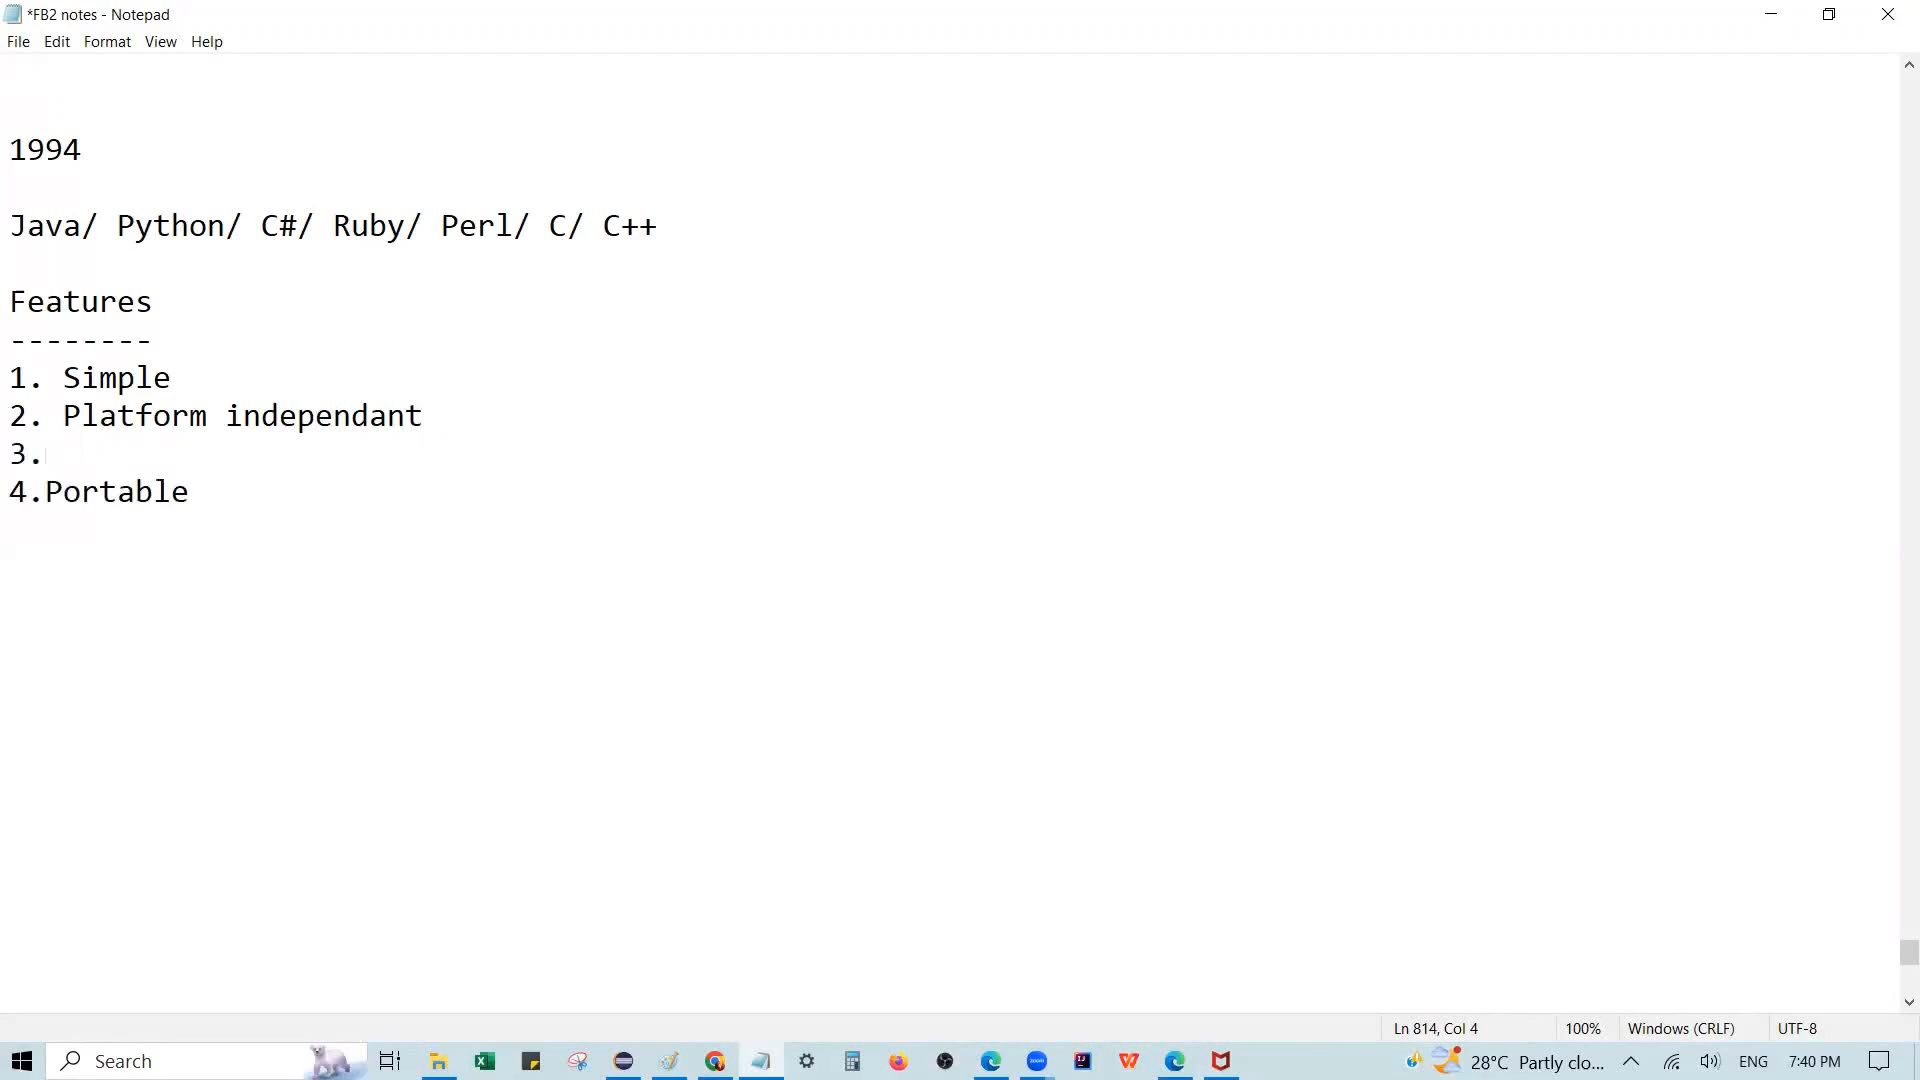 *FB2 notes - Notepad
File Edit Format View Help
1994
Java/ Python/ C#/ Ruby/ Perl/ C/ C++
Features
--------
1. Simple
2. Platform independant
3.
4.Portable
Ln 814, Col 4 100% Windows (CRLF) UTF-8
Search 28°C Partly clo... ENG 7:40 PM